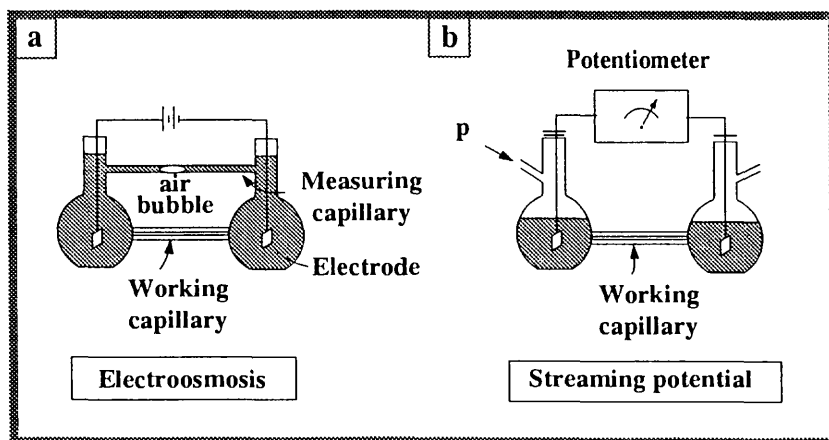 a
air
bubble
Measuring
capillary
Electrode
Working
capillary
Electroosmosis
b
Potentiometer
p
Working
capillary
Streaming potential